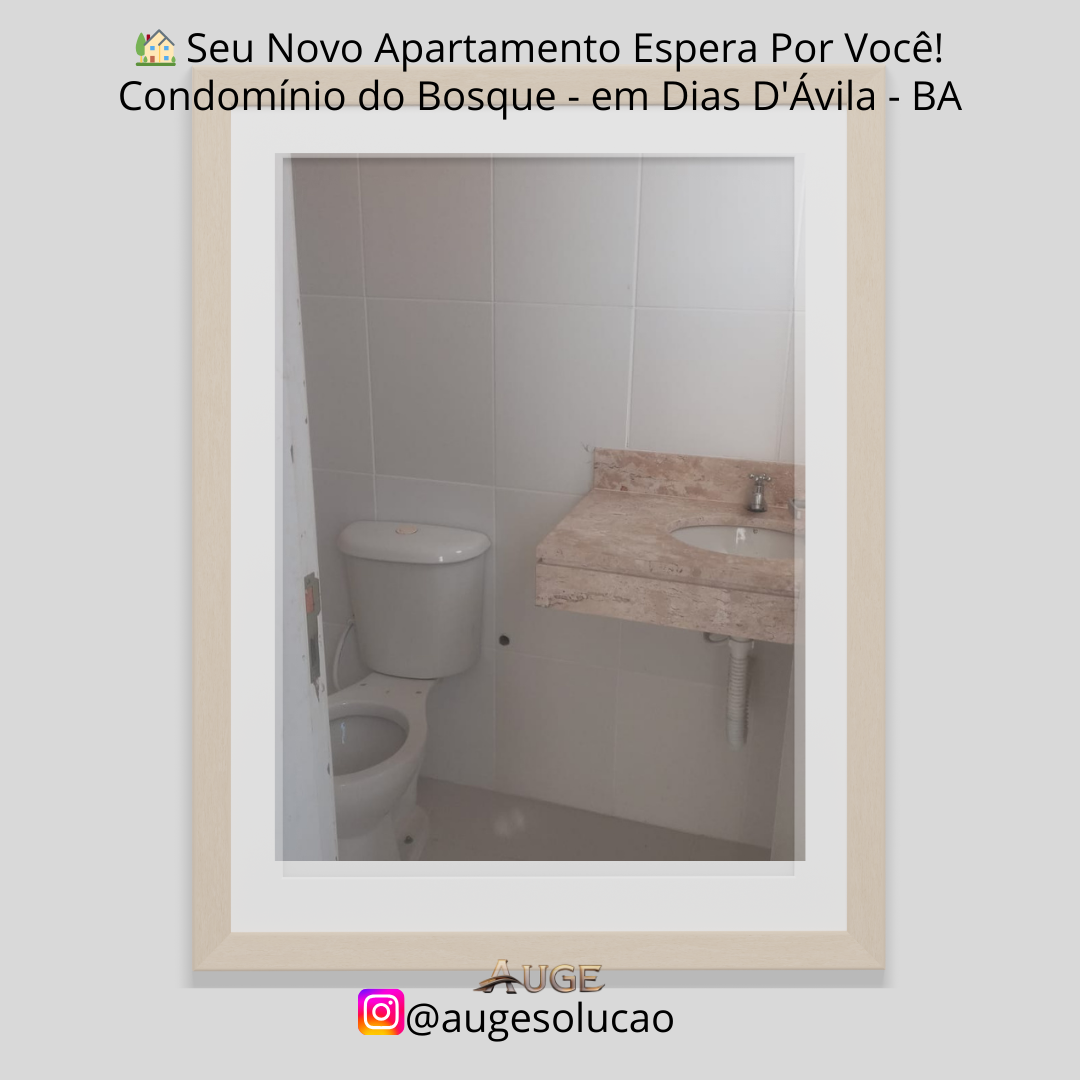 🏡 Seu Novo Apartamento Espera Por Você!
Condomínio do Bosque - em Dias D'Ávila - BA
AUGE
@augesolucao